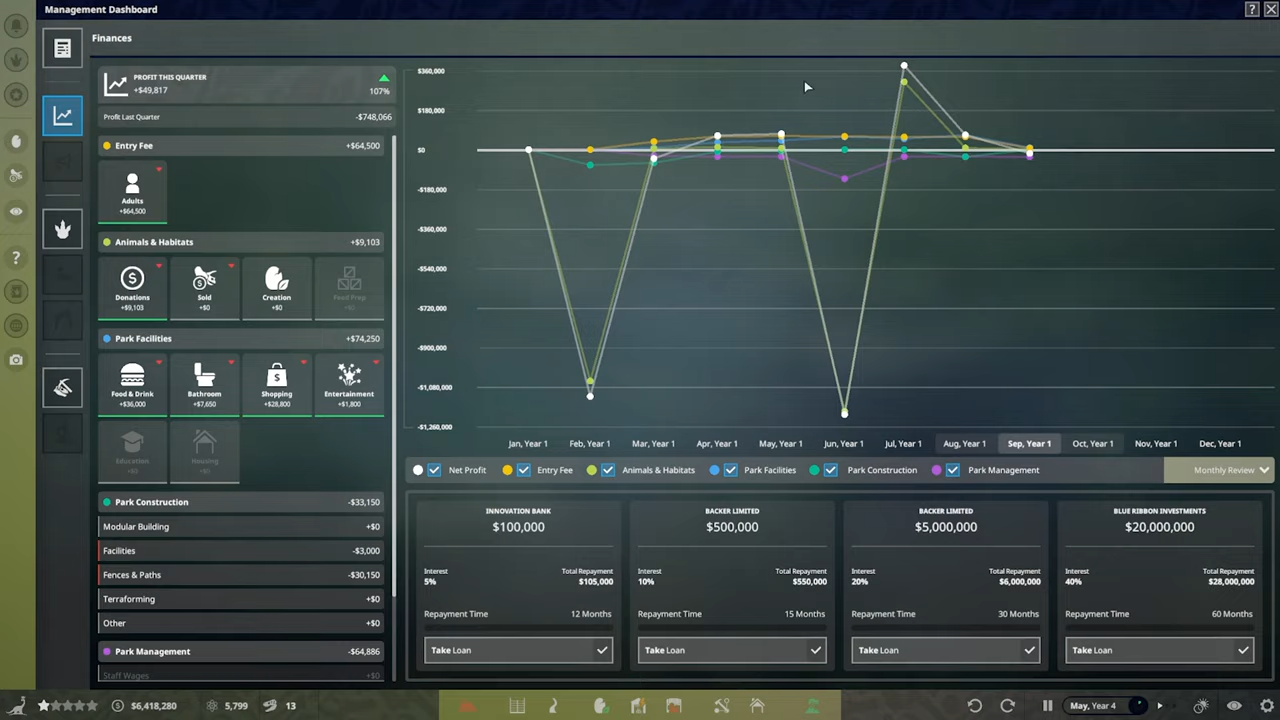 Management Dashboard
?
Finances
PROFIT THIS QUARTER
+$49,817
107%
Profit Last Quarter
-$748,066
Entry Fee
+$64,500
Adults
+$64,500
Animals & Habitats
+$9,103
Donations
+$9,103
Sold
+$0
Creation
+$0
Food Prep
+$0
Park Facilities
+$74,250
Food & Drink
+$36,000
Bathroom
+$7,650
Shopping
+$28,800
Entertainment
+$1,800
Education
+$0
Housing
+$0
Park Construction
-$33,150
Modular Building
+$0
Facilities
-$3,000
Fences & Paths
-$30,150
Terraforming
+$0
Other
+$0
Park Management
-$64,886
Staff Wages
+$0
$360,000
$180,000
$0
-$180,000
-$360,000
-$540,000
-$720,000
-$900,000
-$1,080,000
-$1,260,000
Jan, Year 1
Feb, Year 1
Mar, Year 1
Apr, Year 1
May, Year 1
Jun, Year 1
Jul, Year 1
Aug, Year 1
Sep, Year 1
Oct, Year 1
Nov, Year 1
Dec, Year 1
Net Profit
Entry Fee
Animals & Habitats
Park Facilities
Park Construction
Park Management
Monthly Review
INNOVATION BANK
$100,000
Interest
5%
Total Repayment
$105,000
Repayment Time
12 Months
Take Loan
BACKER LIMITED
$500,000
Interest
10%
Total Repayment
$550,000
Repayment Time
15 Months
Take Loan
BACKER LIMITED
$5,000,000
Interest
20%
Total Repayment
$6,000,000
Repayment Time
30 Months
Take Loan
BLUE RIBBON INVESTMENTS
$20,000,000
Interest
40%
Total Repayment
$28,000,000
Repayment Time
60 Months
Take Loan
?
$6,418,280
5,799
13
May, Year 4